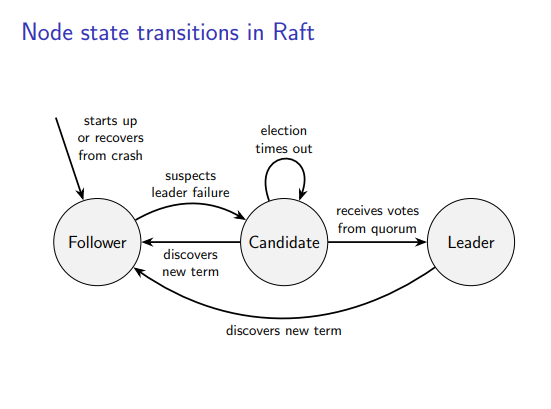 Node state transitions in Raft
starts up
or recovers
from crash
election
times out
suspects
leader failure
receives votes
from quorum
Follower
Candidate
Leader
discovers
new term
discovers new term